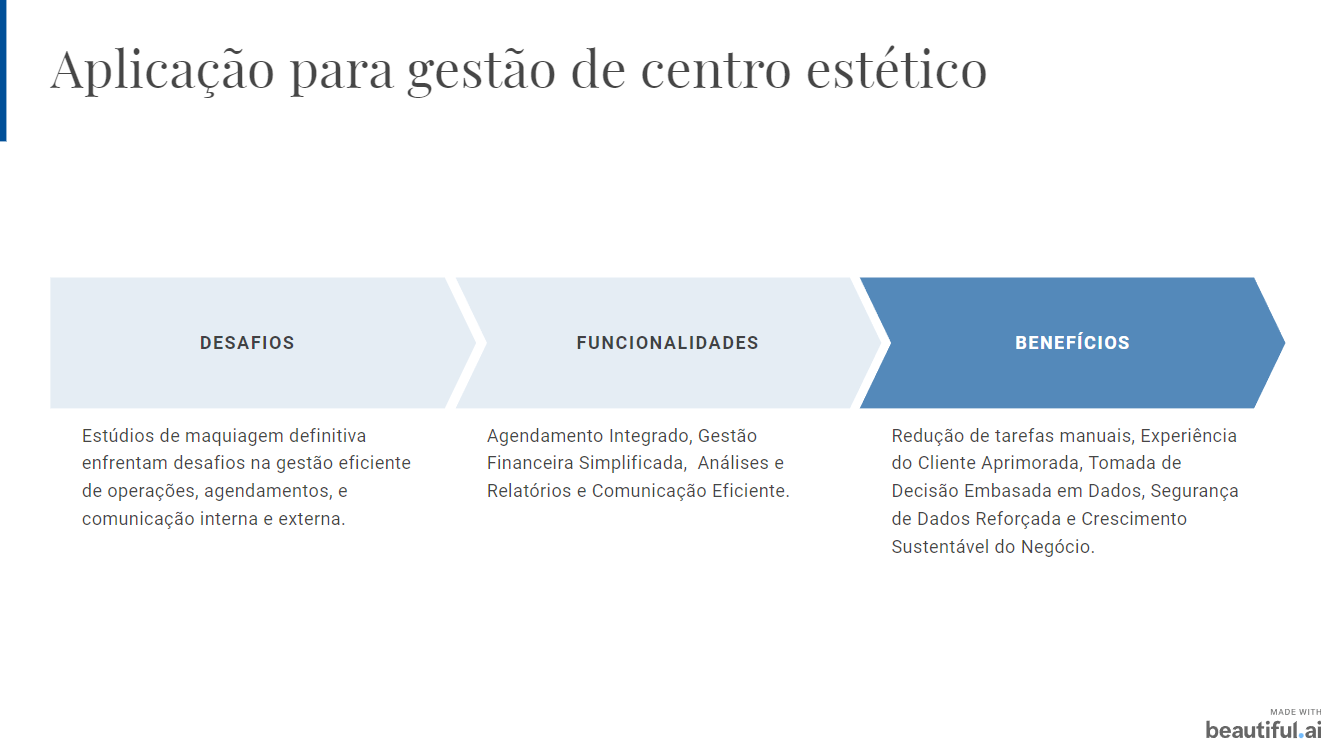 Aplicação para gestão de centro estético
DESAFIOS
Estúdios de maquiagem definitiva
enfrentam desafios na gestão eficiente
de operações, agendamentos, e
comunicação interna e externa.
FUNCIONALIDADES
Agendamento Integrado, Gestão
Financeira Simplificada,  Análises e
Relatórios e Comunicação Eficiente.
BENEFÍCIOS
Redução de tarefas manuais, Experiência
do Cliente Aprimorada, Tomada de
Decisão Embasada em Dados, Segurança
de Dados Reforçada e Crescimento
Sustentável do Negócio.
MADE WITH
beautiful.ai